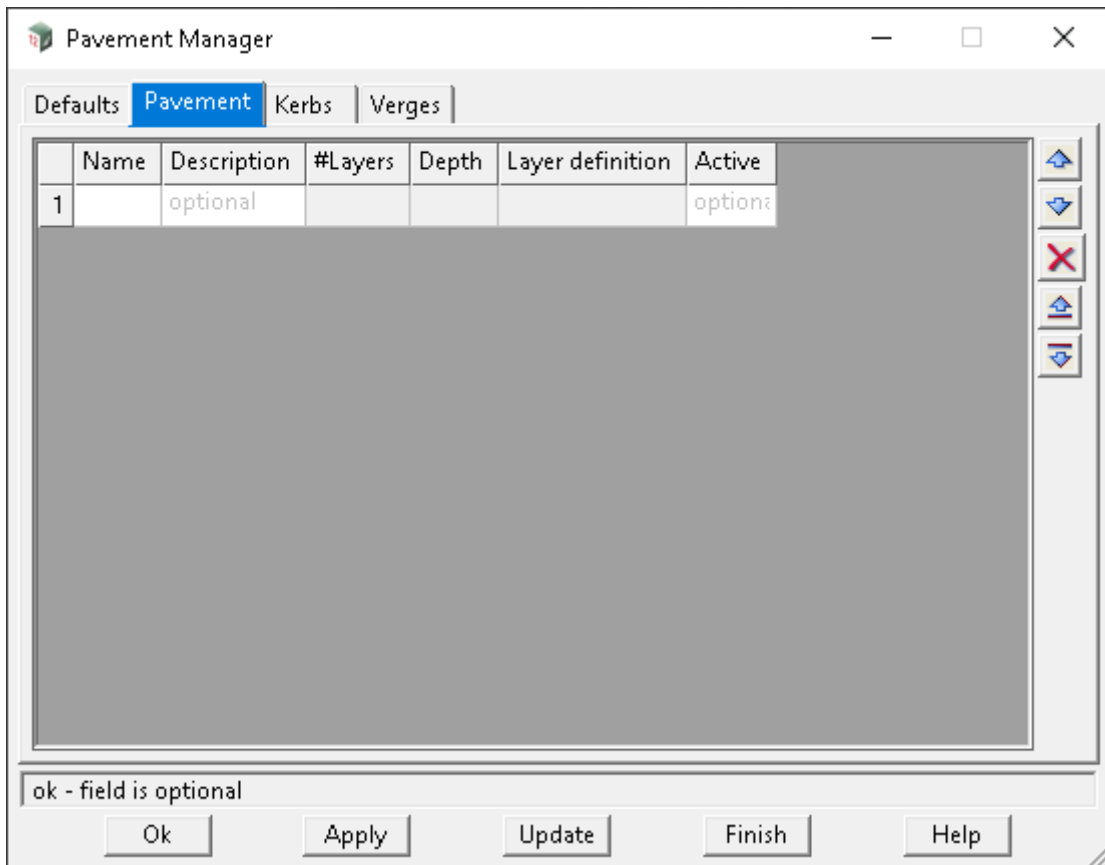 Pavement Manager
Defaults Pavement Kerbs Verges
Name Description #Layers Depth Layer definition Active
1 optional optiona
ok - field is optional
Ok Apply Update Finish Help